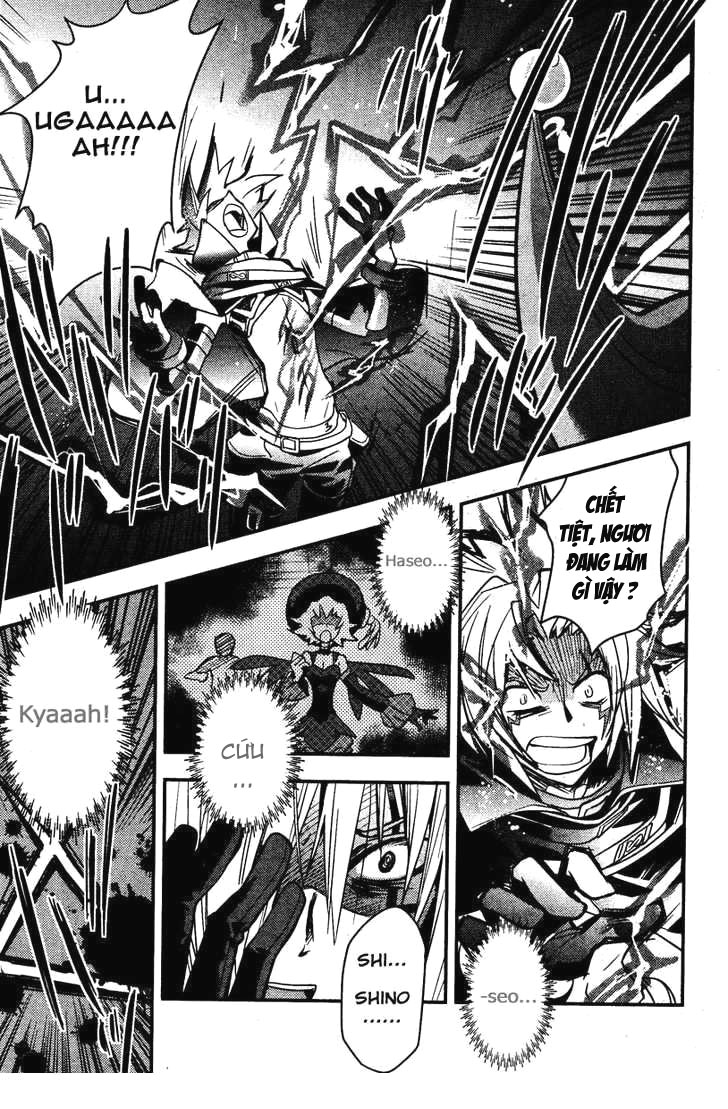 U...
UGAAAAA
AH!!!
CHẾT
TIỆT, NGƯƠI
ĐANG LÀM
GÌ VẬY ?
Haseo...
-seo...
CỨU
...
SHI...
SHINO
......
Kyaaah!